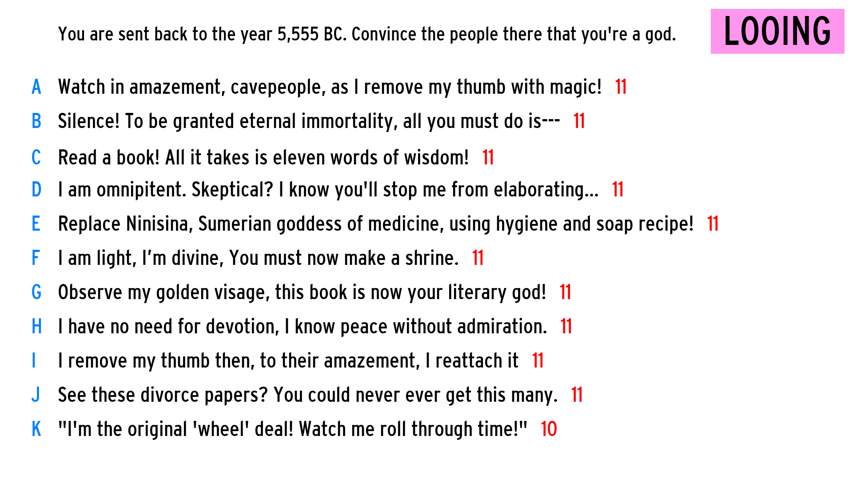 You are sent back to the year 5,555 BC. Convince the people there that you're a god.
LOOING
A Watch in amazement, cavepeople, as I remove my thumb with magic! 11
B Silence! To be granted eternal immortality, all you must do is--- 11
C Read a book! All it takes is eleven words of wisdom! 11
D I am omnipitent. Skeptical? I know you'll stop me from elaborating... 11
E Replace Ninisina, Sumerian goddess of medicine, using hygiene and soap recipe! 11
F I am light, I'm divine, You must now make a shrine. 11
G Observe my golden visage, this book is now your literary god! 11
H I have no need for devotion, I know peace without admiration. 11
I I remove my thumb then, to their amazement, I reattach it 11
J See these divorce papers? You could never ever get this many. 11
K "I'm the original 'wheel' deal! Watch me roll through time!" 10